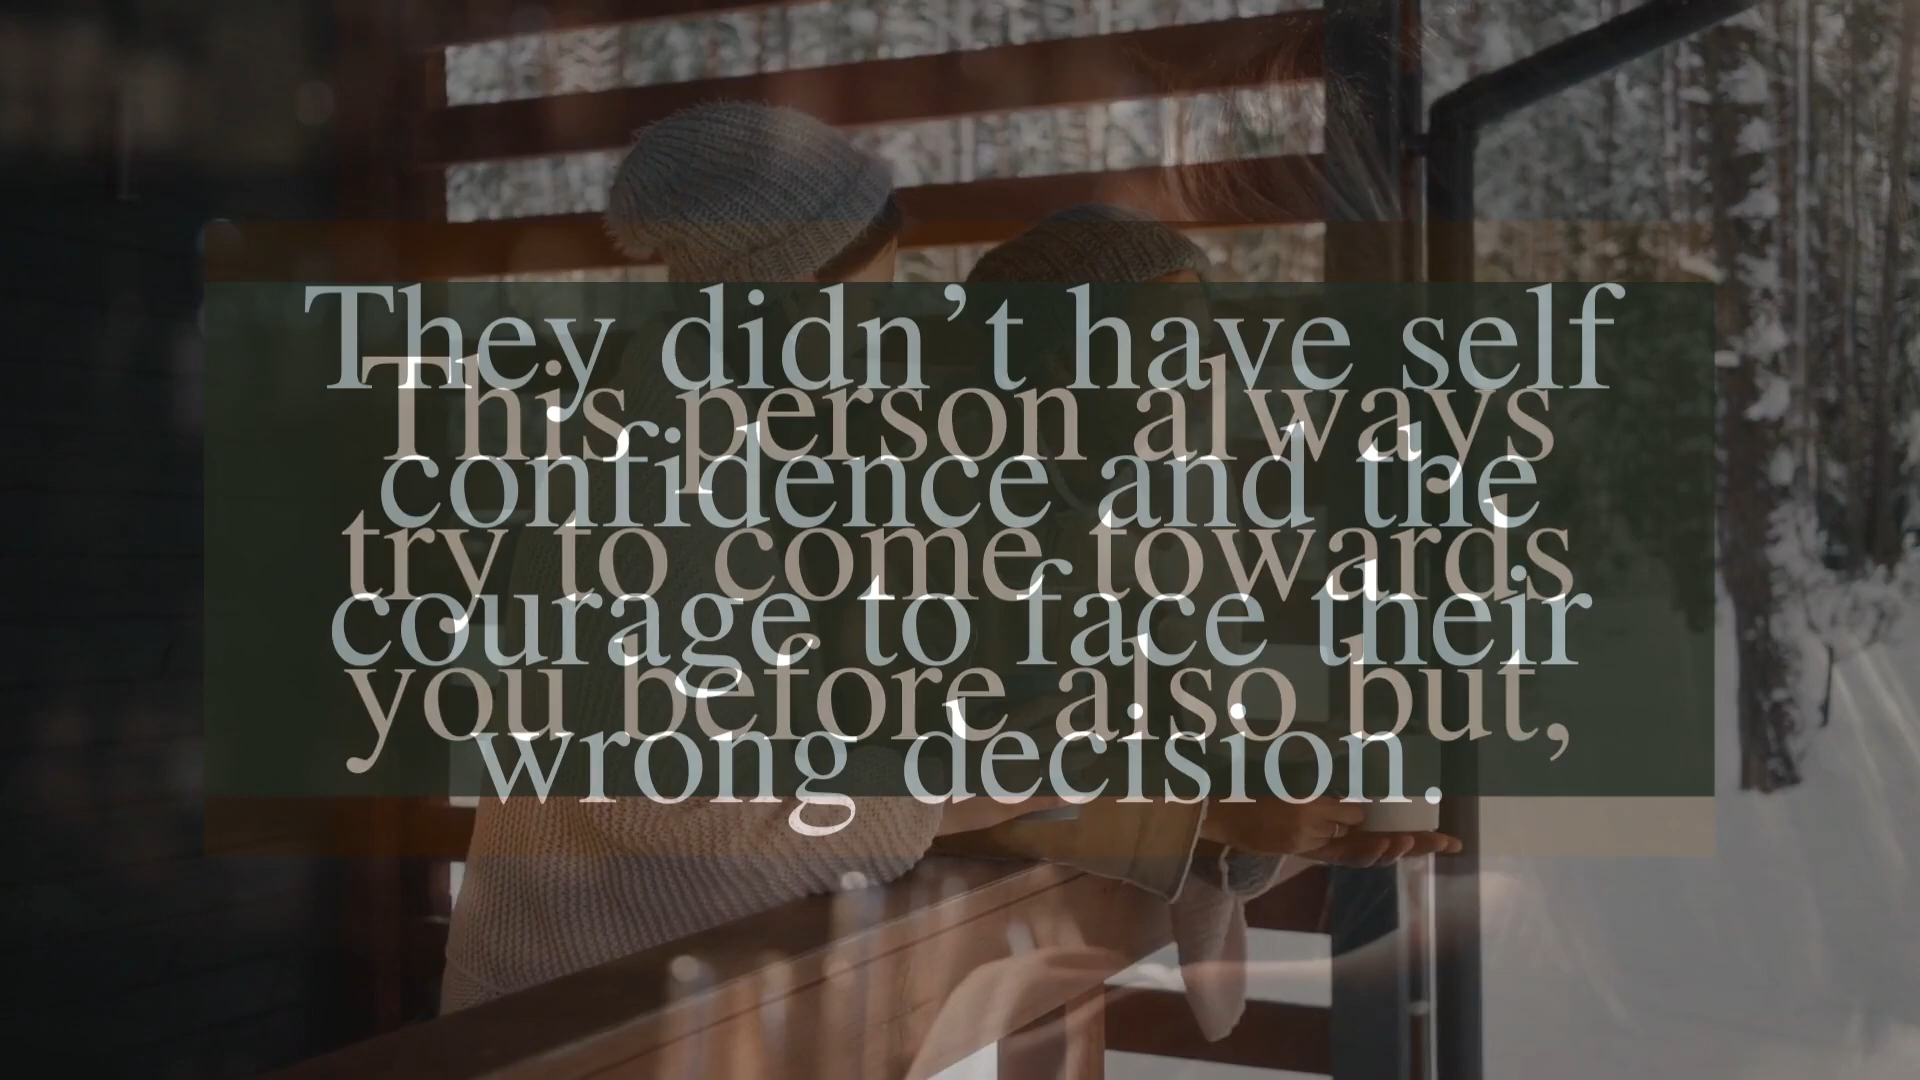 They didn’t have self
confidence and the
courage to face their
wrong decision.
This person always
try to come towards
you before also but,